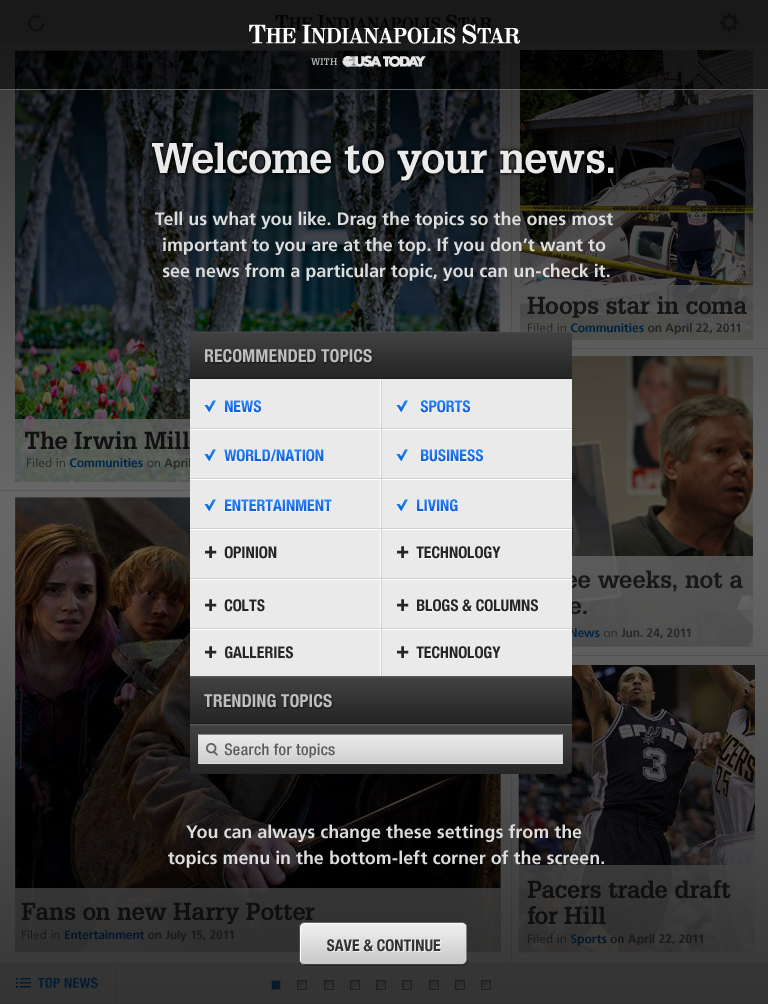 THE INDIANAPOLIS STAR
THE INDIANAPOLIS STAR
WITH USA TODAY
Welcome to your news.
Tell us what you like. Drag the topics so the ones most
important to you are at the top. If you don't want to
see news from a particular topic, you can un-check it.
Hoops star in coma
Filed in Communities on April 22, 2011
RECOMMENDED TOPICS
NEWS
SPORTS
WORLD/NATION
BUSINESS
ENTERTAINMENT
LIVING
OPINION
TECHNOLOGY
COLTS
BLOGS & COLUMNS
GALLERIES
TECHNOLOGY
TRENDING TOPICS
Search for topics
The Irwin Mill
Filed in Communities on April
ee weeks, not a
e.
News on Jun. 24, 2011
SPURS
3
PACERS
25
You can always change these settings from the
topics menu in the bottom-left corner of the screen.
Fans on new Harry Potter
Filed in Entertainment on July 15, 2011
Pacers trade draft
for Hill
Filed in Sports on April 22, 2011
SAVE & CONTINUE
TOP NEWS